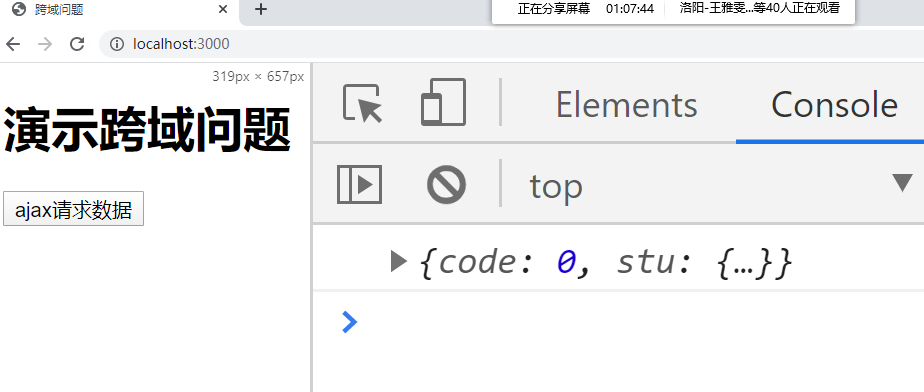 跨域问题
正在分享屏幕 01:07:44 洛阳-王雅雯...等40人正在观看
localhost:3000
319px × 657px
演示跨域问题
ajax请求数据
Elements Console
top
{code: 0, stu: {…}}